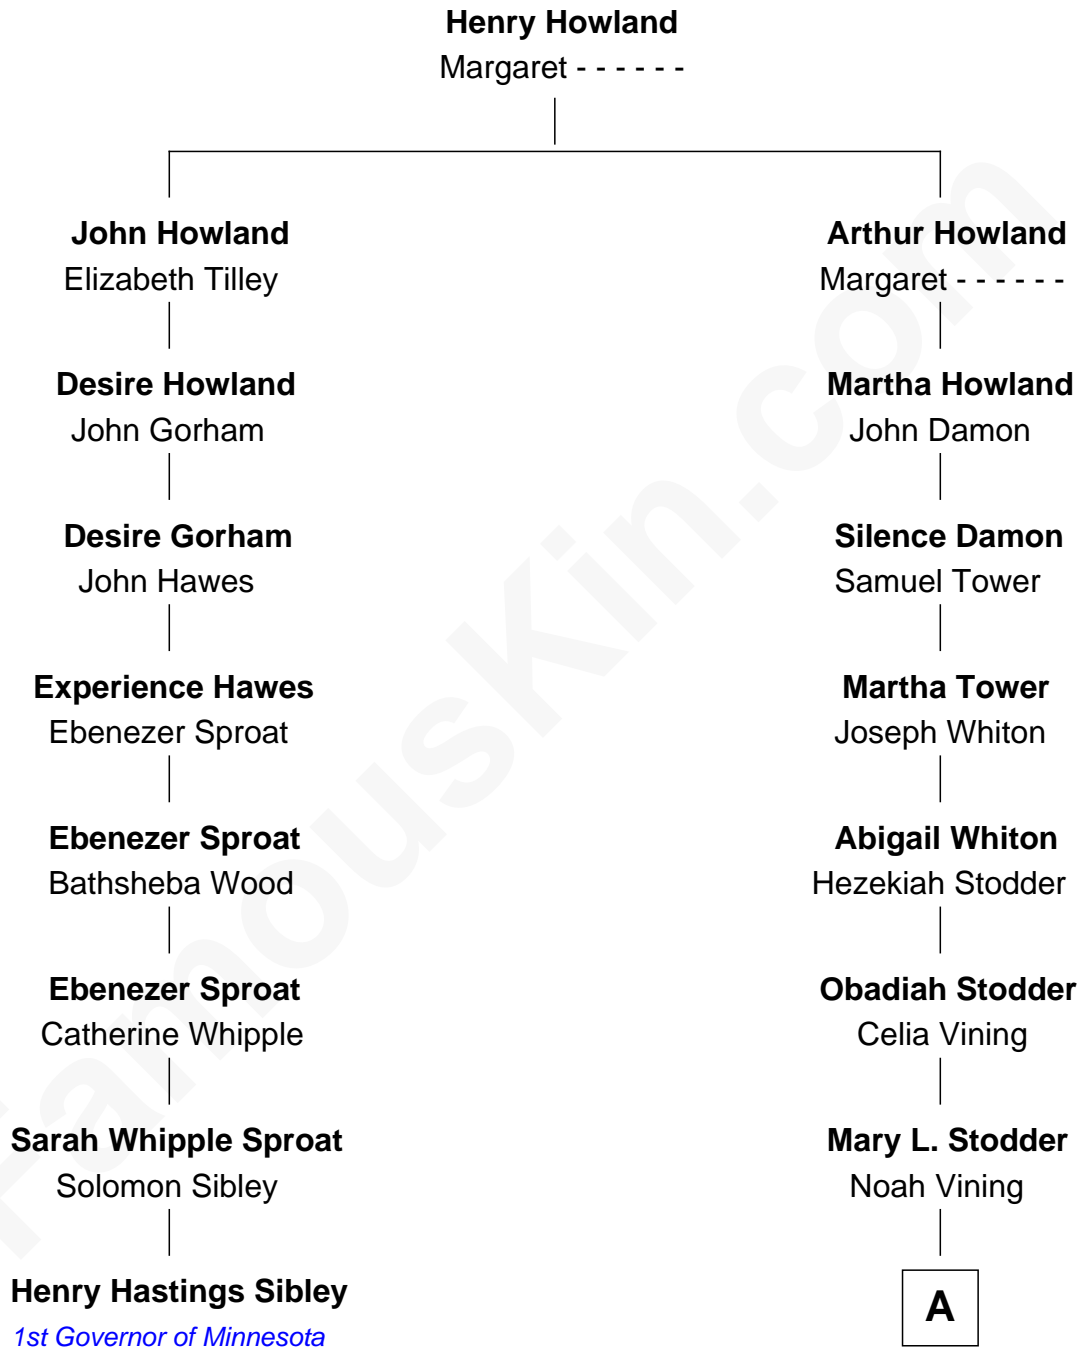 Henry Howland
Margaret - - - - - -
John Howland
Elizabeth Tilley
Arthur Howland
Margaret - - - - - -
Desire Howland
John Gorham
Martha Howland
John Damon
Desire Gorham
John Hawes
Silence Damon
Samuel Tower
Experience Hawes
Ebenezer Sproat
Martha Tower
Joseph Whiton
Ebenezer Sproat
Bathsheba Wood
Abigail Whiton
Hezekiah Stodder
Ebenezer Sproat
Catherine Whipple
Obadiah Stodder
Celia Vining
Sarah Whipple Sproat
Solomon Sibley
Mary L. Stodder
Noah Vining
Henry Hastings Sibley
1st Governor of Minnesota
A
FamousKin.com